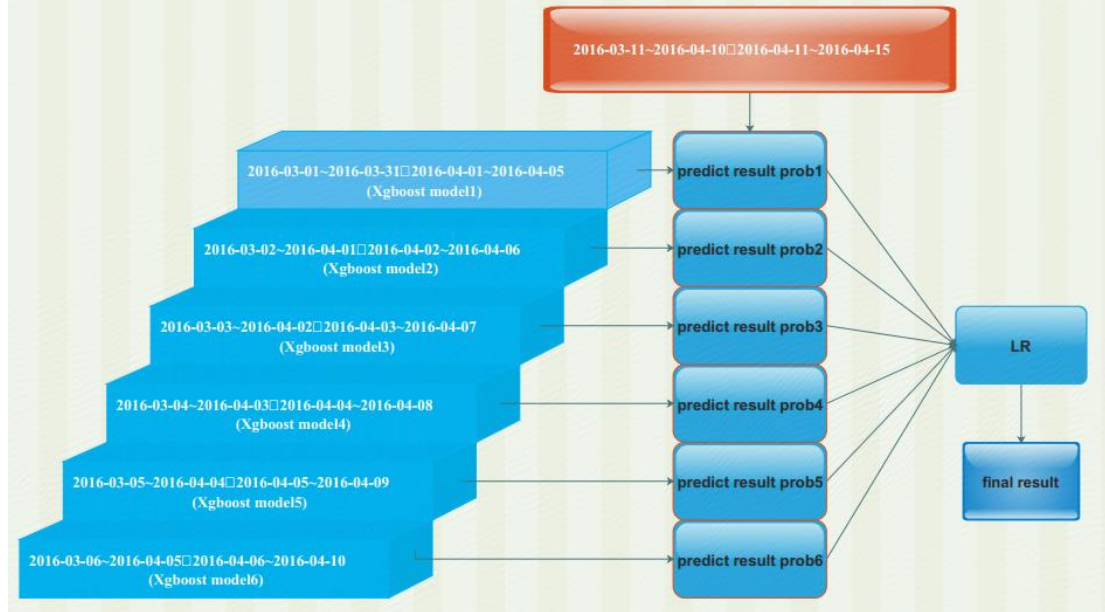 2016-03-11~2016-04-10□2016-04-11~2016-04-15
2016-03-01~2016-03-31□2016-04-01~2016-04-05
(Xgboost model1)
predict result prob1
2016-03-02~2016-04-01□2016-04-02~2016-04-06
(Xgboost model2)
predict result prob2
2016-03-03~2016-04-02□2016-04-03~2016-04-07
(Xgboost model3)
predict result prob3
LR
2016-03-04~2016-04-03□2016-04-04~2016-04-08
(Xgboost model4)
predict result prob4
2016-03-05~2016-04-04□2016-04-05~2016-04-09
(Xgboost model5)
predict result prob5
final result
2016-03-06~2016-04-05□2016-04-06~2016-04-10
(Xgboost model6)
predict result prob6